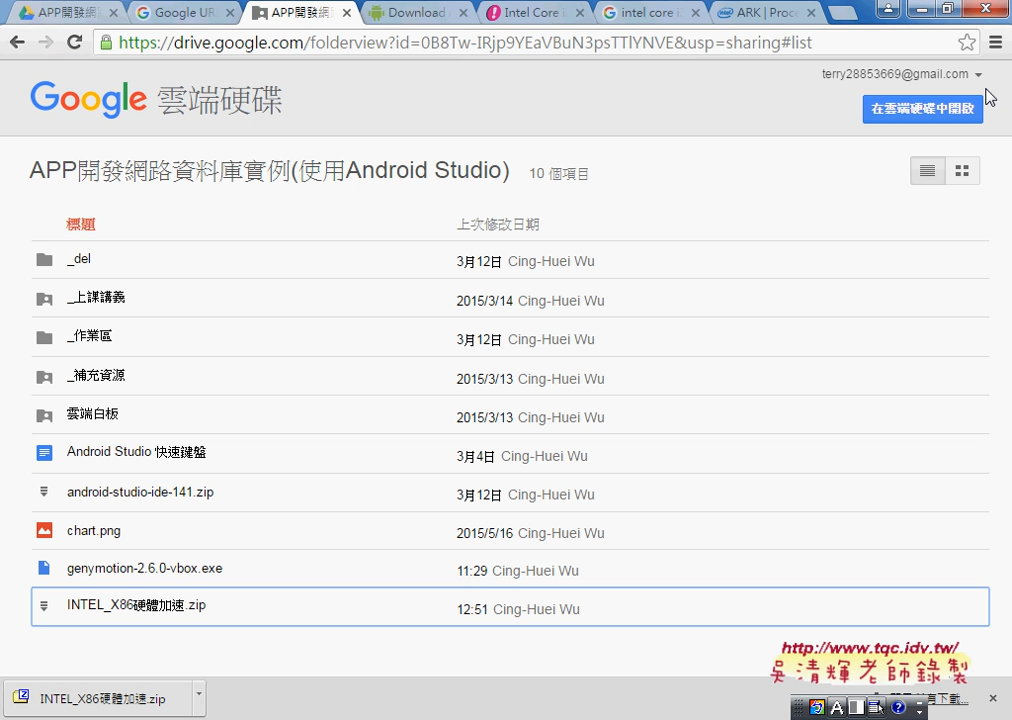 APP開發網
Google UR
APP開發網
Download
Intel Core i
intel core i
ARK | Proc
https://drive.google.com/folderview?id=0B8Tw-IRjp9YEaVBuN3psTTlYNVE&usp=sharing#list
terry28853669@gmail.com
Google 雲端硬碟
在雲端硬碟中開啟
APP開發網路資料庫實例(使用Android Studio) 10 個項目
標題 上次修改日期
_del 3月12日 Cing-Huei Wu
_上課講義 2015/3/14 Cing-Huei Wu
_作業區 3月12日 Cing-Huei Wu
_補充資源 2015/3/13 Cing-Huei Wu
雲端白板 2015/3/13 Cing-Huei Wu
Android Studio 快速鍵盤 3月4日 Cing-Huei Wu
android-studio-ide-141.zip 3月12日 Cing-Huei Wu
chart.png 2015/5/16 Cing-Huei Wu
genymotion-2.6.0-vbox.exe 11:29 Cing-Huei Wu
INTEL_X86硬體加速.zip 12:51 Cing-Huei Wu
http://www.tqc.idv.tw/
吳清輝老師錄製
INTEL_X86硬體加速.zip